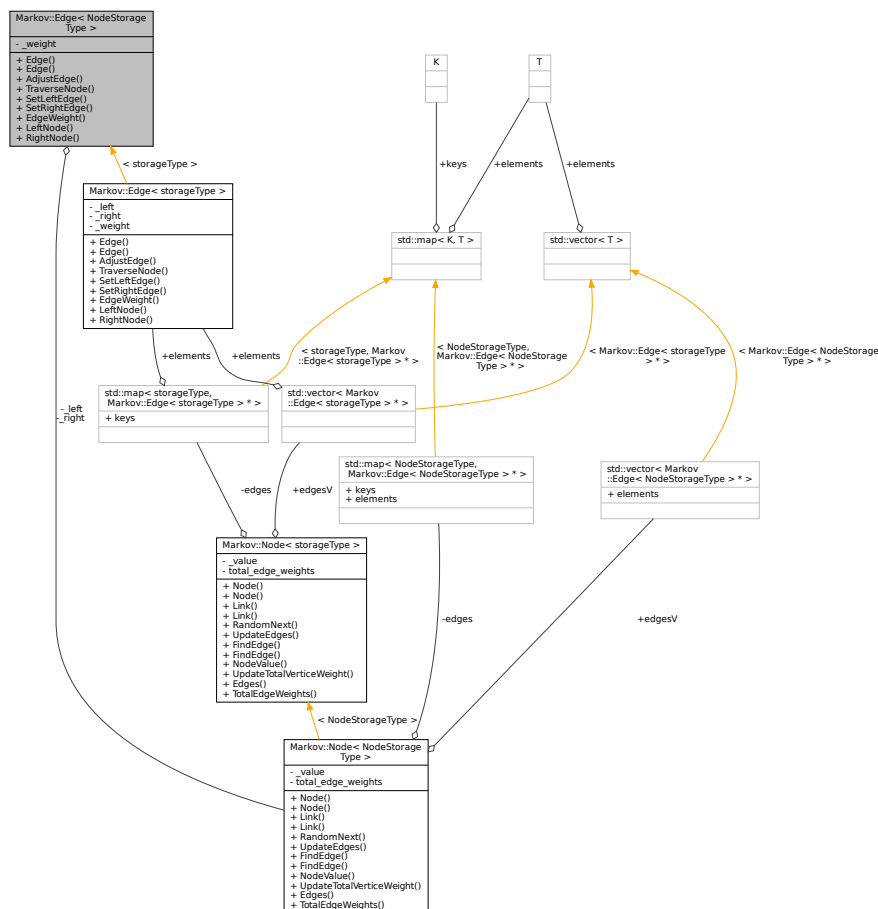 Markov::Edge< NodeStorage
Type >
- _weight
+ Edge()
+ Edge()
+ AdjustEdge()
+ TraverseNode()
+ SetLeftEdge()
+ SetRightEdge()
+ EdgeWeight()
+ LeftNode()
+ RightNode()
K
T
< storageType >
+keys
+elements
+elements
Markov::Edge< storageType >
- _left
- _right
- _weight
+ Edge()
+ Edge()
+ AdjustEdge()
+ TraverseNode()
+ SetLeftEdge()
+ SetRightEdge()
+ EdgeWeight()
+ LeftNode()
+ RightNode()
std::map< K, T >
std::vector< T >
+elements
+elements
< storageType, Markov
::Edge< storageType > * >
< NodeStorageType,
Markov::Edge< NodeStorage
Type > * >
< Markov::Edge< storageType
> * >
< Markov::Edge< NodeStorage
Type > * >
-_left
-_right
std::map< storageType,
Markov::Edge< storageType > * >
+ keys
std::vector< Markov
::Edge< storageType > * >
std::map< NodeStorageType,
Markov::Edge< NodeStorageType > * >
+ keys
+ elements
std::vector< Markov
::Edge< NodeStorageType > * >
+ elements
-edges
+edgesV
Markov::Node< storageType >
- _value
- total_edge_weights
+ Node()
+ Node()
+ Link()
+ Link()
+ RandomNext()
+ UpdateEdges()
+ FindEdge()
+ FindEdge()
+ NodeValue()
+ UpdateTotalVerticeWeight()
+ Edges()
+ TotalEdgeWeights()
-edges
+edgesV
< NodeStorageType >
Markov::Node< NodeStorage
Type >
- _value
- total_edge_weights
+ Node()
+ Node()
+ Link()
+ Link()
+ RandomNext()
+ UpdateEdges()
+ FindEdge()
+ FindEdge()
+ NodeValue()
+ UpdateTotalVerticeWeight()
+ Edges()
+ TotalEdgeWeights()